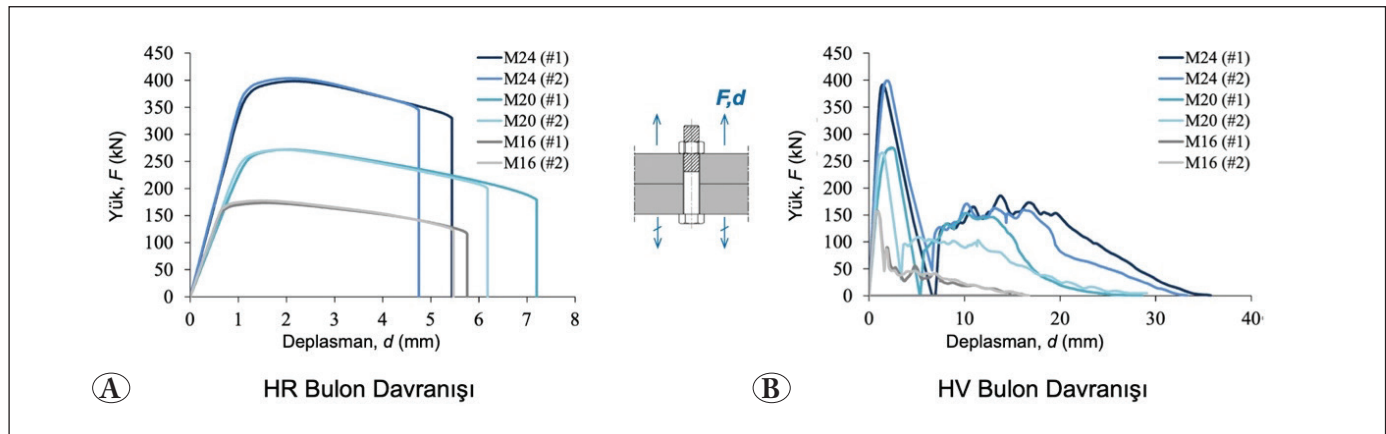 450
400
350
300
250
200
150
100
50
0
Yük, F (kN)
0 1 2 3 4 5 6 7 8
Deplasman, d (mm)
M24 (#1)
M24 (#2)
M20 (#1)
M20 (#2)
M16 (#1)
M16 (#2)
A HR Bulon Davranışı
F,d
450
400
350
300
250
200
150
100
50
0
Yük, F (kN)
0 10 20 30 40
Deplasman, d (mm)
M24 (#1)
M24 (#2)
M20 (#1)
M20 (#2)
M16 (#1)
M16 (#2)
B HV Bulon Davranışı